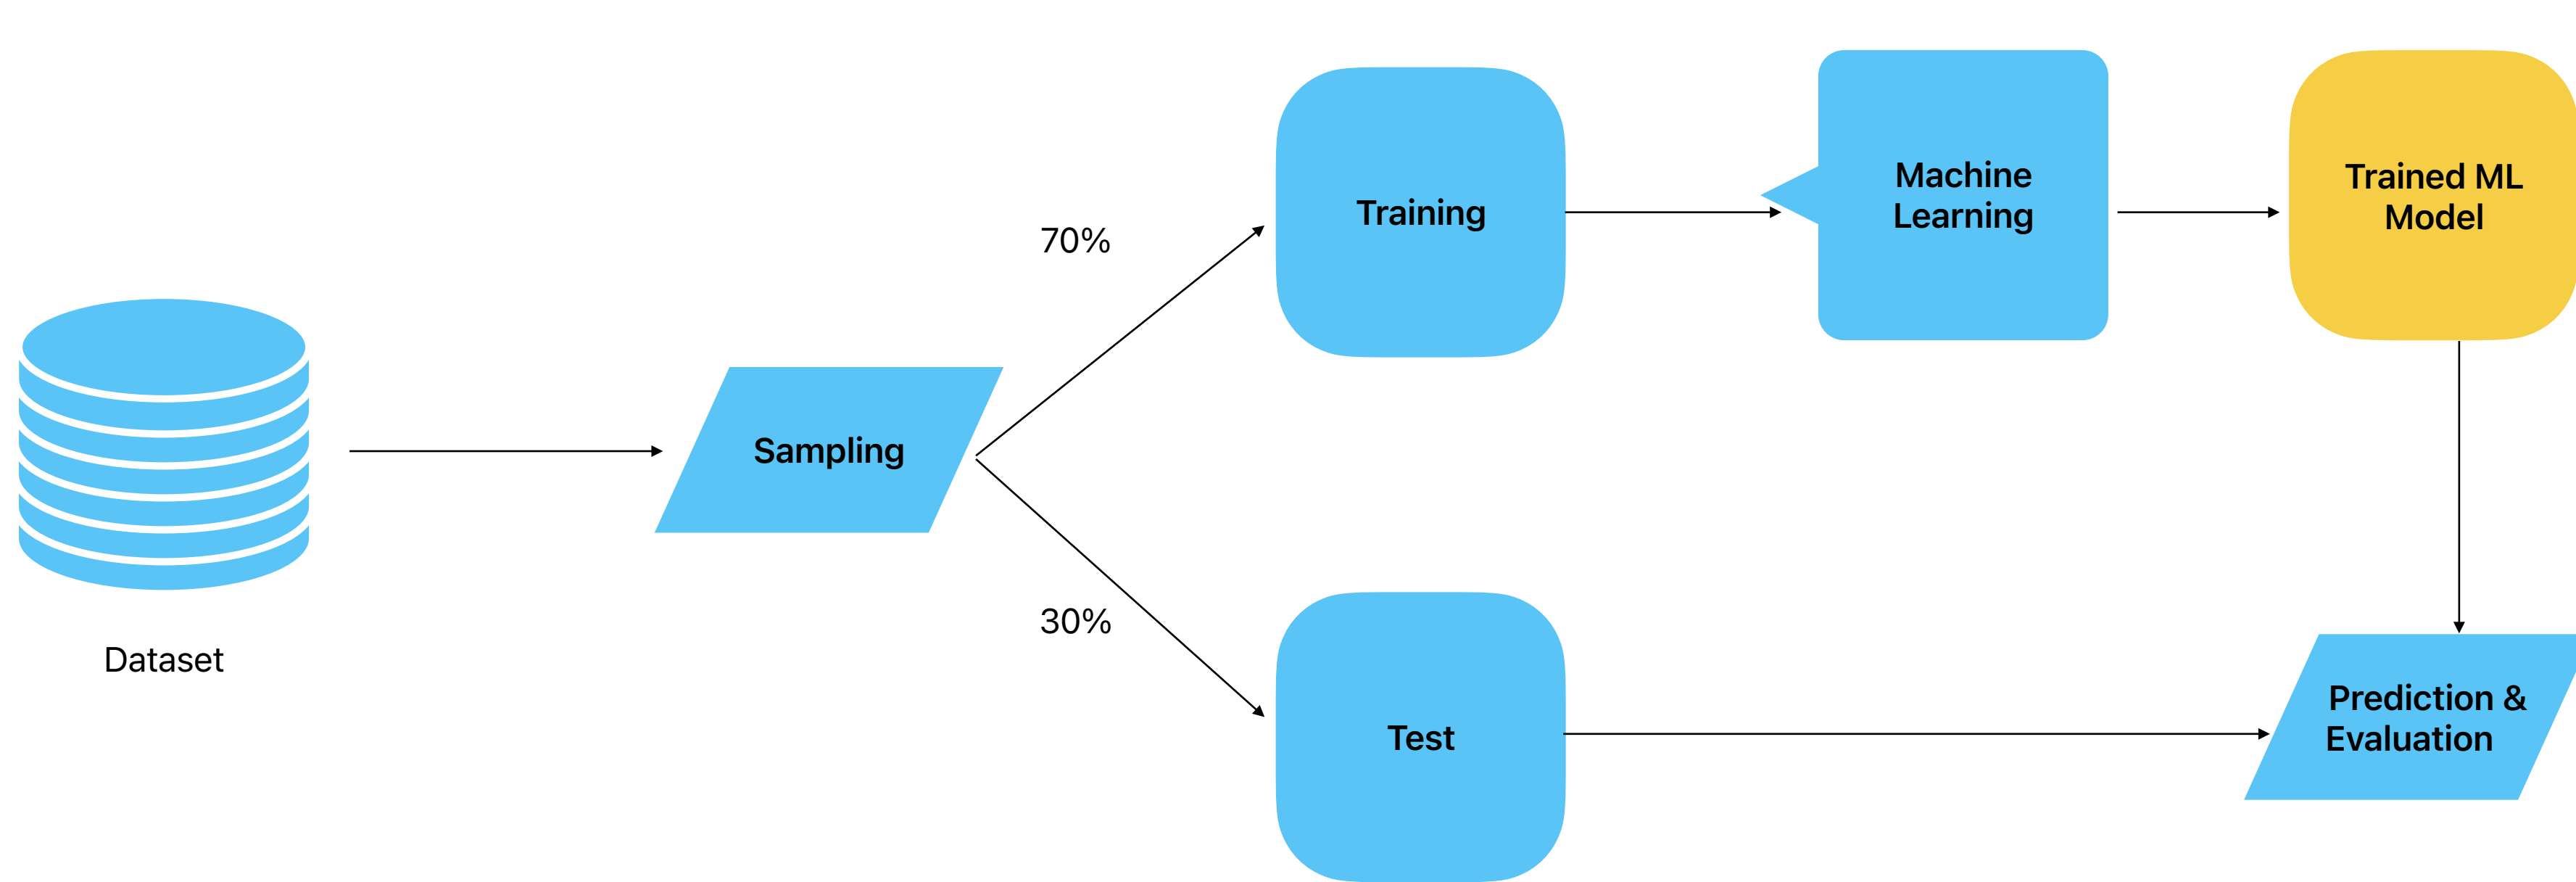 Dataset
Sampling
70%
30%
Training
Test
Machine
Learning
Trained ML
Model
Prediction &
Evaluation